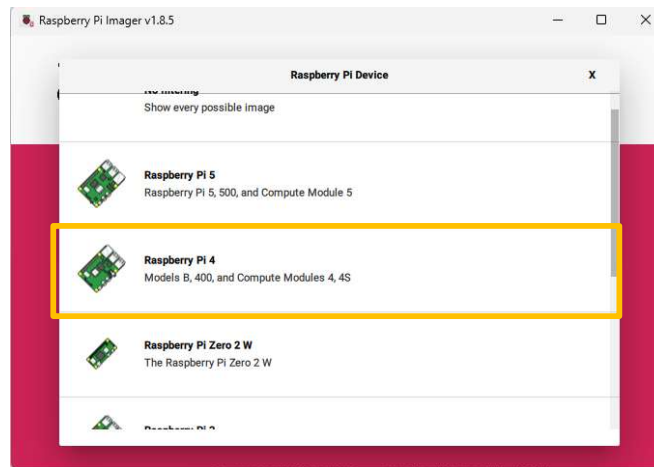 Raspberry Pi Imager v1.8.5
Raspberry Pi Device
X
No filtering
Show every possible image
Raspberry Pi 5
Raspberry Pi 5, 500, and Compute Module 5
Raspberry Pi 4
Models B, 400, and Compute Modules 4, 4S
Raspberry Pi Zero 2 W
The Raspberry Pi Zero 2 W